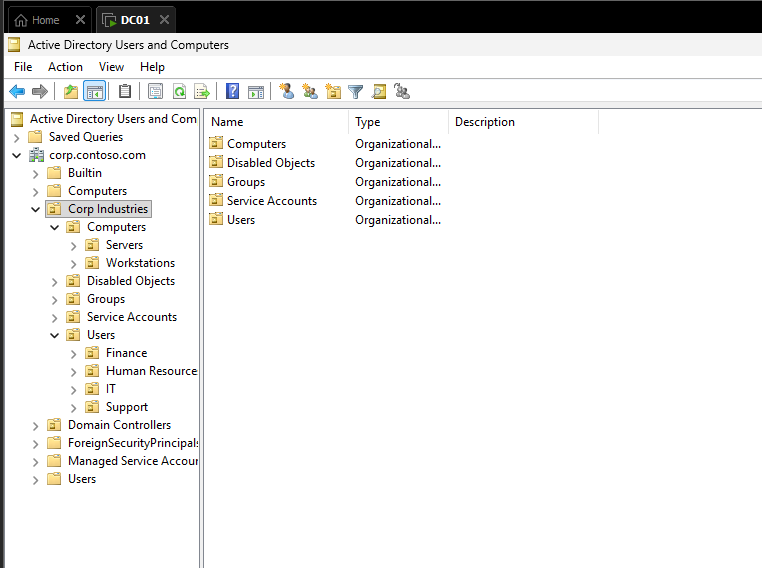 Home
DC01
Active Directory Users and Computers
File Action View Help
Active Directory Users and Com
Saved Queries
corp.contoso.com
Builtin
Computers
Corp Industries
Computers
Servers
Workstations
Disabled Objects
Groups
Service Accounts
Users
Finance
Human Resource
IT
Support
Domain Controllers
ForeignSecurityPrincipals
Managed Service Accour
Users
Name Type Description
Computers Organizational...
Disabled Objects Organizational...
Groups Organizational...
Service Accounts Organizational...
Users Organizational...